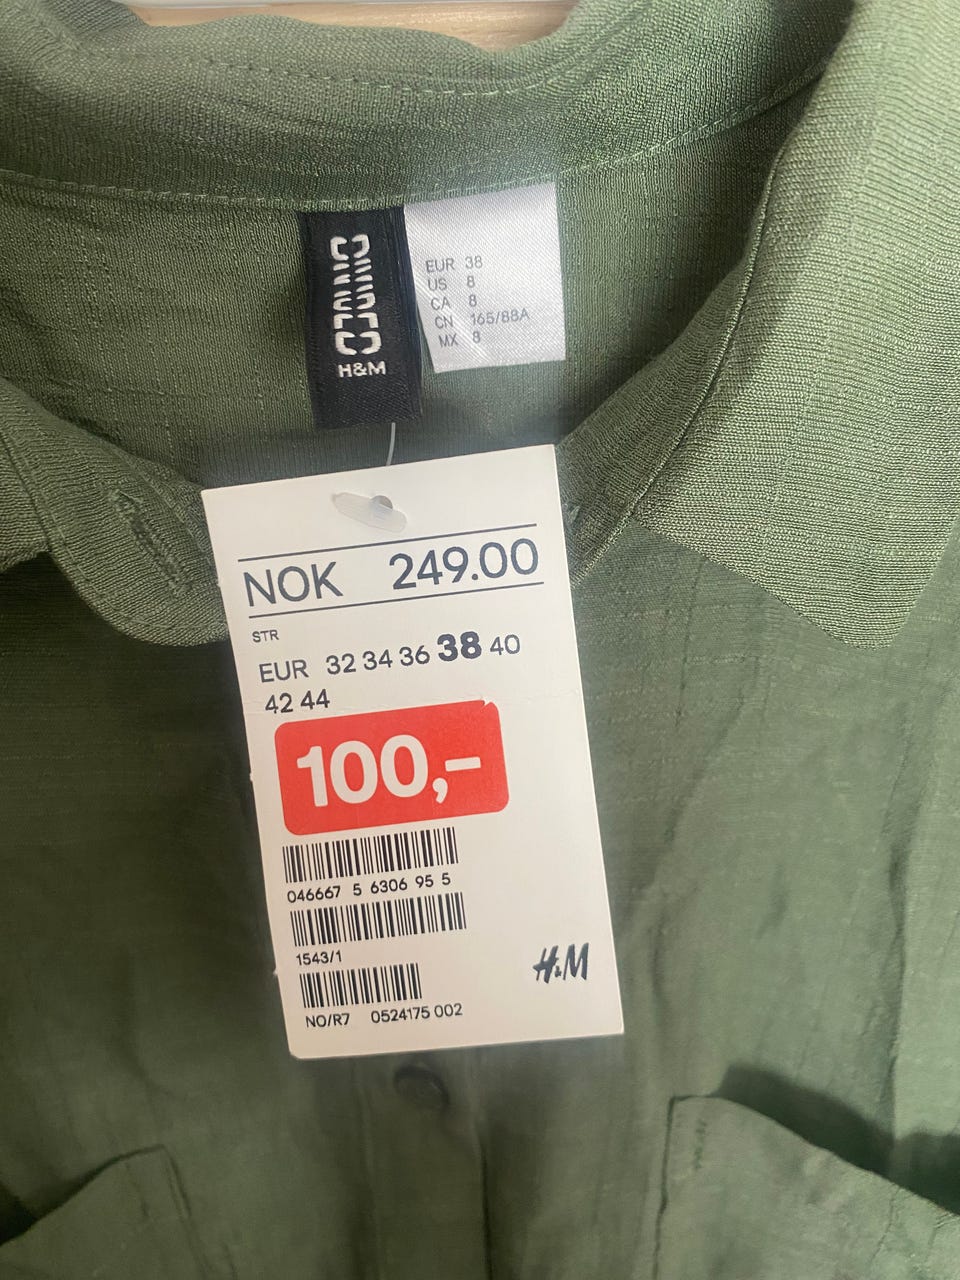 DIVIDED
H&M
EUR 38
US 8
CA 8
CN 165/88A
MX 8
NOK 249.00
STR
EUR 32 34 36 38 40
42 44
100,-
046667 5 6306 95 5
1543/1
H&M
NO/R7 0524175 002